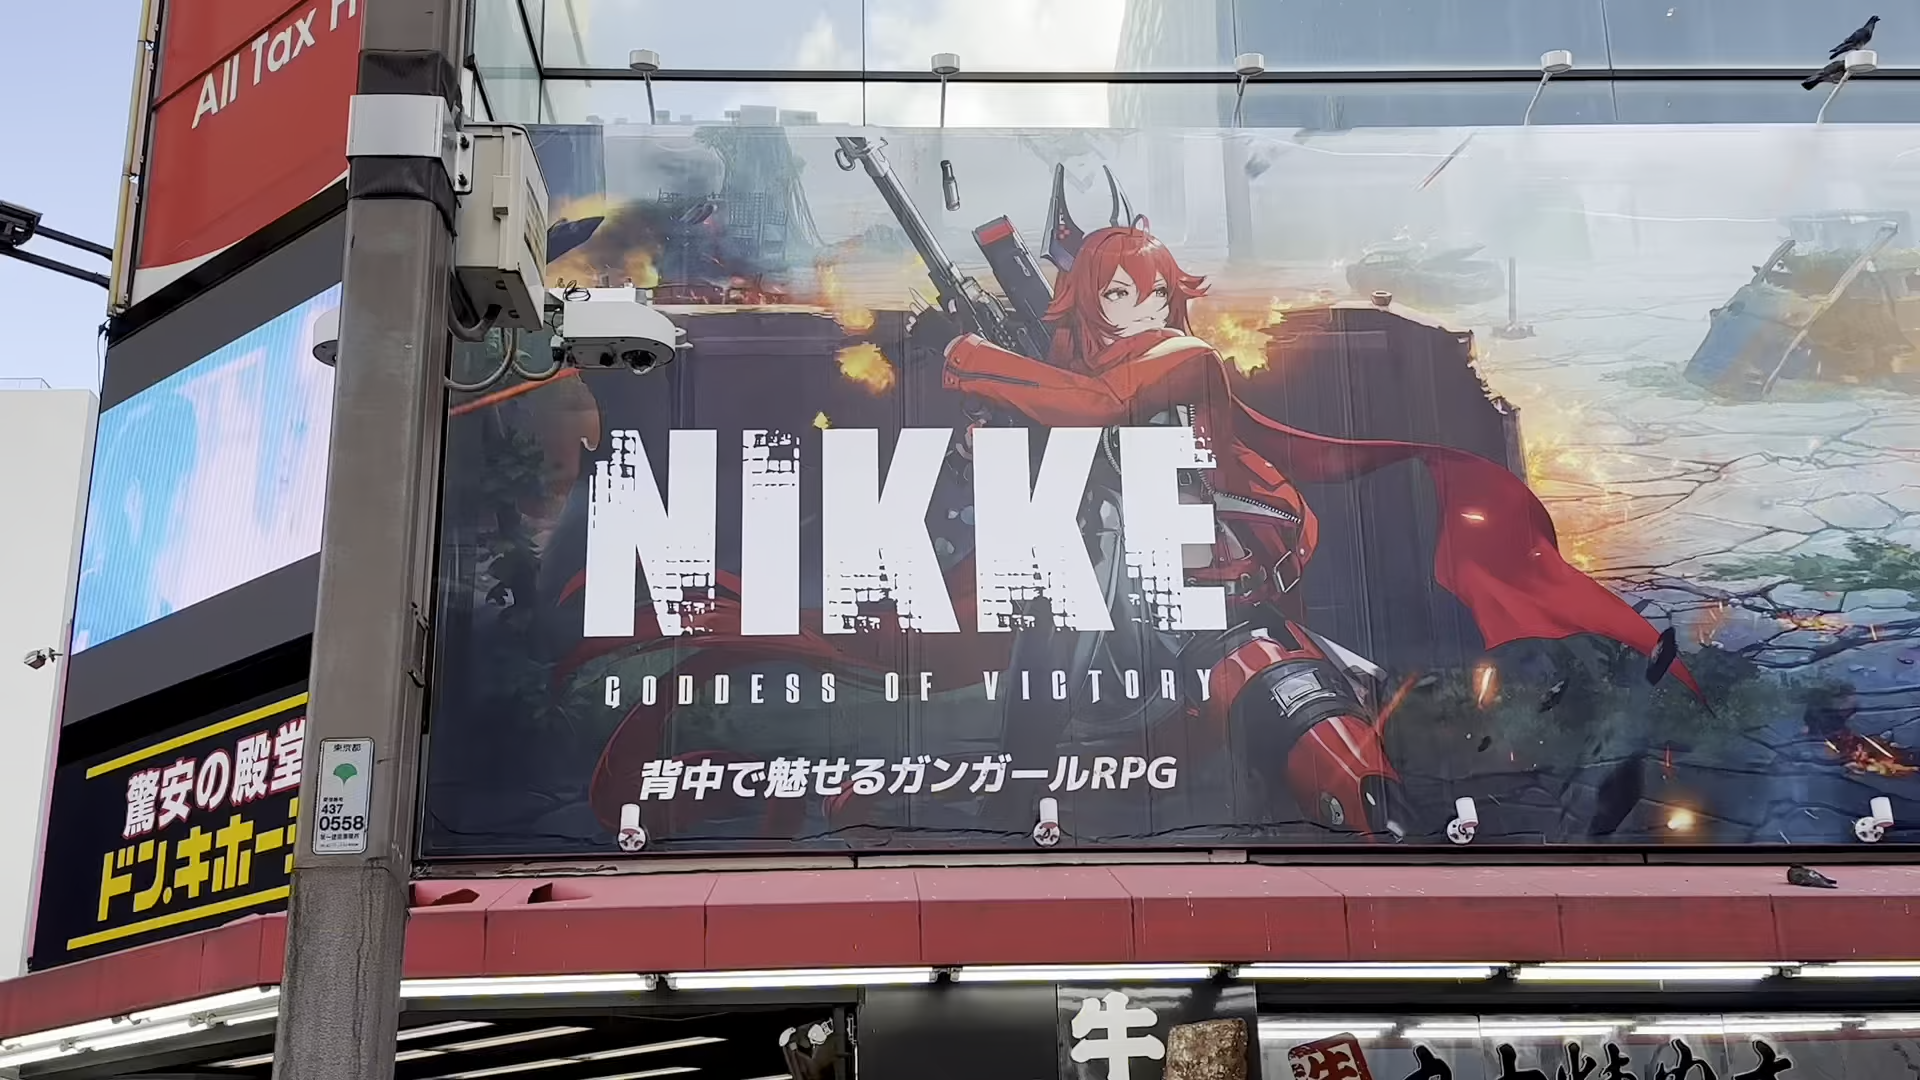 All Tax
NiKKE
GODDESS OF VICTORY
背中で魅せるガンガールRPG
驚安の殿堂
ドン.キホー
東京都
437
0558
牛